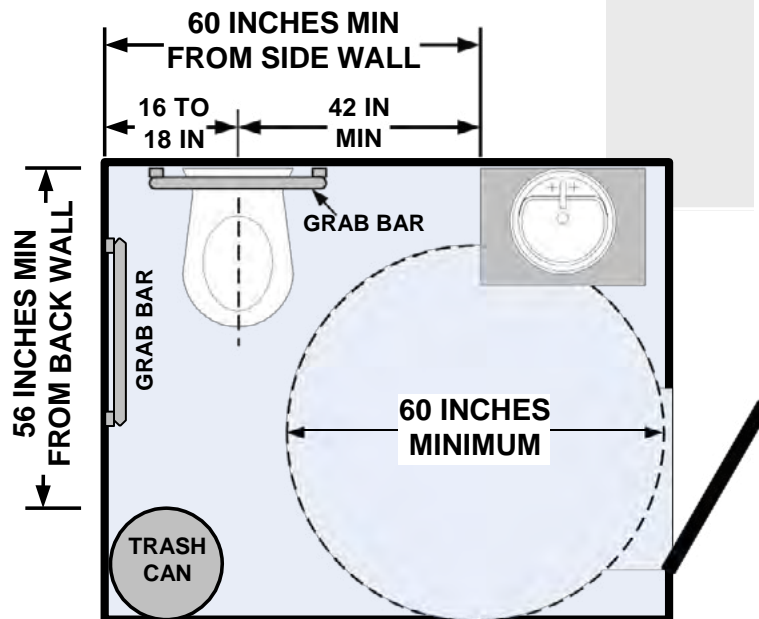 60 INCHES MIN
FROM SIDE WALL
16 TO
18 IN
42 IN
MIN
GRAB BAR
56 INCHES MIN
FROM BACK WALL
GRAB BAR
60 INCHES
MINIMUM
TRASH
CAN